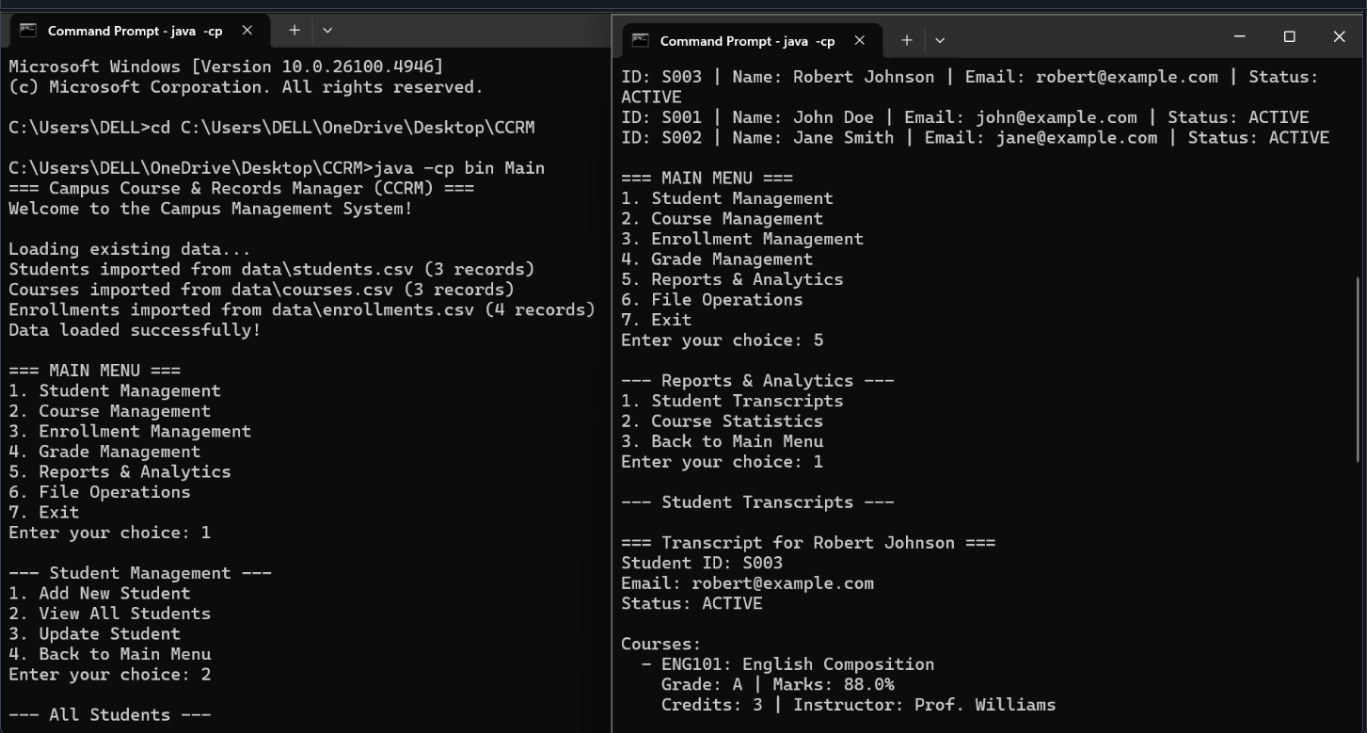 Command Prompt - java -cp
Microsoft Windows [Version 10.0.26100.4946]
(c) Microsoft Corporation. All rights reserved.
C:\Users\DELL>cd C:\Users\DELL\OneDrive\Desktop\CCRM
C:\Users\DELL\OneDrive\Desktop\CCRM>java -cp bin Main
=== Campus Course & Records Manager (CCRM) ===
Welcome to the Campus Management System!
Loading existing data...
Students imported from data\students.csv (3 records)
Courses imported from data\courses.csv (3 records)
Enrollments imported from data\enrollments.csv (4 records)
Data loaded successfully!
=== MAIN MENU ===
1. Student Management
2. Course Management
3. Enrollment Management
4. Grade Management
5. Reports & Analytics
6. File Operations
7. Exit
Enter your choice: 1
--- Student Management ---
1. Add New Student
2. View All Students
3. Update Student
4. Back to Main Menu
Enter your choice: 2
--- All Students ---
Command Prompt - java -cp
ID: S003 | Name: Robert Johnson | Email: robert@example.com | Status:
ACTIVE
ID: S001 | Name: John Doe | Email: john@example.com | Status: ACTIVE
ID: S002 | Name: Jane Smith | Email: jane@example.com | Status: ACTIVE
=== MAIN MENU ===
1. Student Management
2. Course Management
3. Enrollment Management
4. Grade Management
5. Reports & Analytics
6. File Operations
7. Exit
Enter your choice: 5
--- Reports & Analytics ---
1. Student Transcripts
2. Course Statistics
3. Back to Main Menu
Enter your choice: 1
--- Student Transcripts ---
=== Transcript for Robert Johnson ===
Student ID: S003
Email: robert@example.com
Status: ACTIVE
Courses:
- ENG101: English Composition
Grade: A | Marks: 88.0%
Credits: 3 | Instructor: Prof. Williams